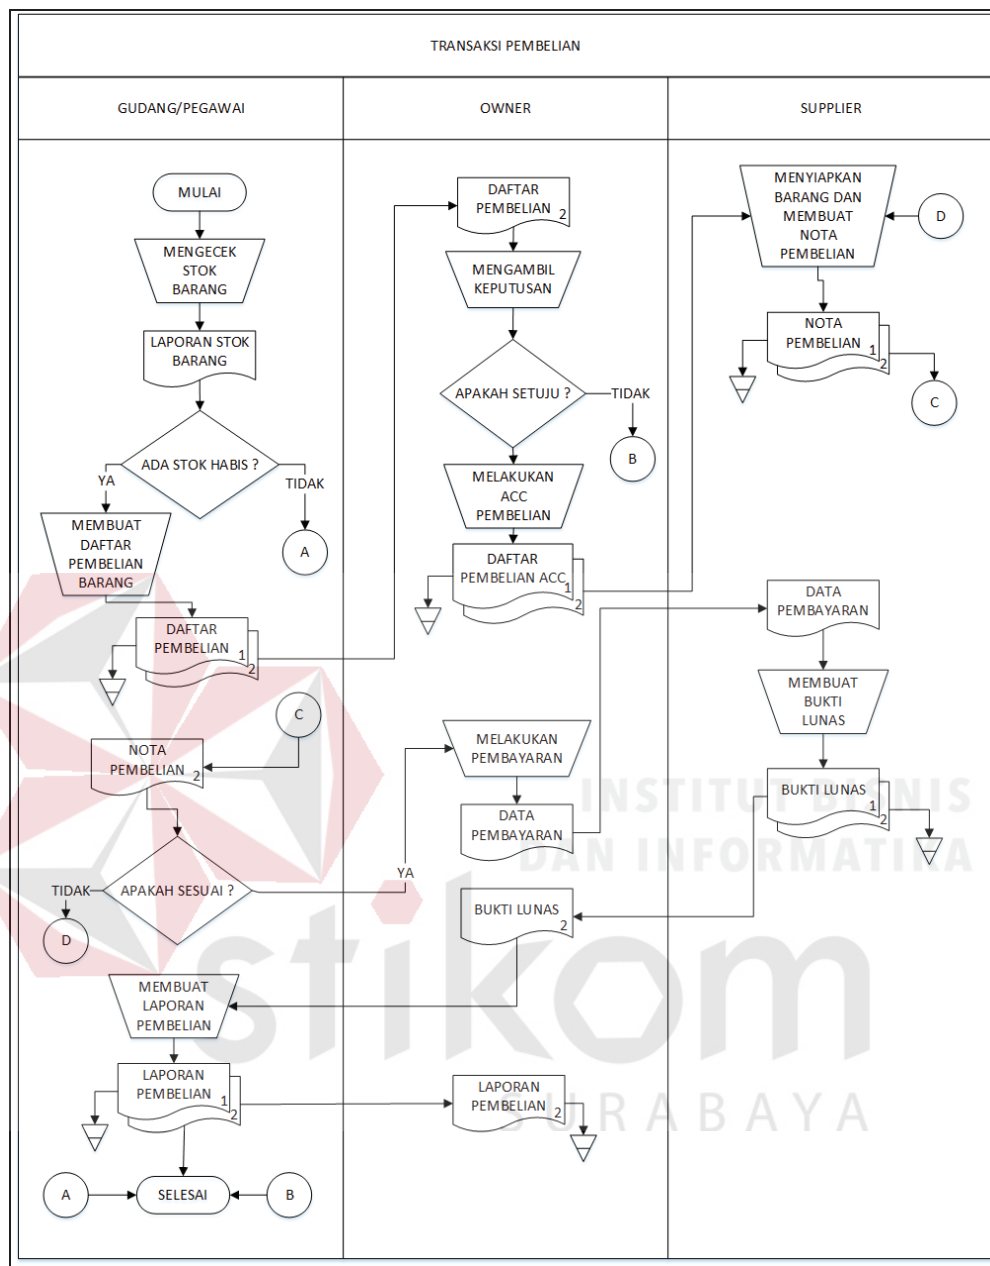 TRANSAKSI PEMBELIAN
GUDANG/PEGAWAI
OWNER
SUPPLIER
MULAI
MENGECEK
STOK
BARANG
LAPORAN STOK
BARANG
ADA STOK HABIS ?
YA
TIDAK
A
MEMBUAT
DAFTAR
PEMBELIAN
BARANG
DAFTAR
PEMBELIAN
1
2
C
NOTA
PEMBELIAN
2
APAKAH SESUAI ?
TIDAK
YA
D
MEMBUAT
LAPORAN
PEMBELIAN
LAPORAN
PEMBELIAN
1
2
A
SELESAI
B
DAFTAR
PEMBELIAN
2
MENGAMBIL
KEPUTUSAN
APAKAH SETUJU ?
TIDAK
B
MELAKUKAN
ACC
PEMBELIAN
DAFTAR
PEMBELIAN ACC
1
2
MELAKUKAN
PEMBAYARAN
DATA
PEMBAYARAN
BUKTI LUNAS
2
LAPORAN
PEMBELIAN
2
MENYIAPKAN
BARANG DAN
MEMBUAT
NOTA
PEMBELIAN
D
NOTA
PEMBELIAN
1
2
C
DATA
PEMBAYARAN
MEMBUAT
BUKTI
LUNAS
BUKTI LUNAS
1
2
INSTITUT BISNIS
DAN INFORMATIKA
stikom
SURABAYA